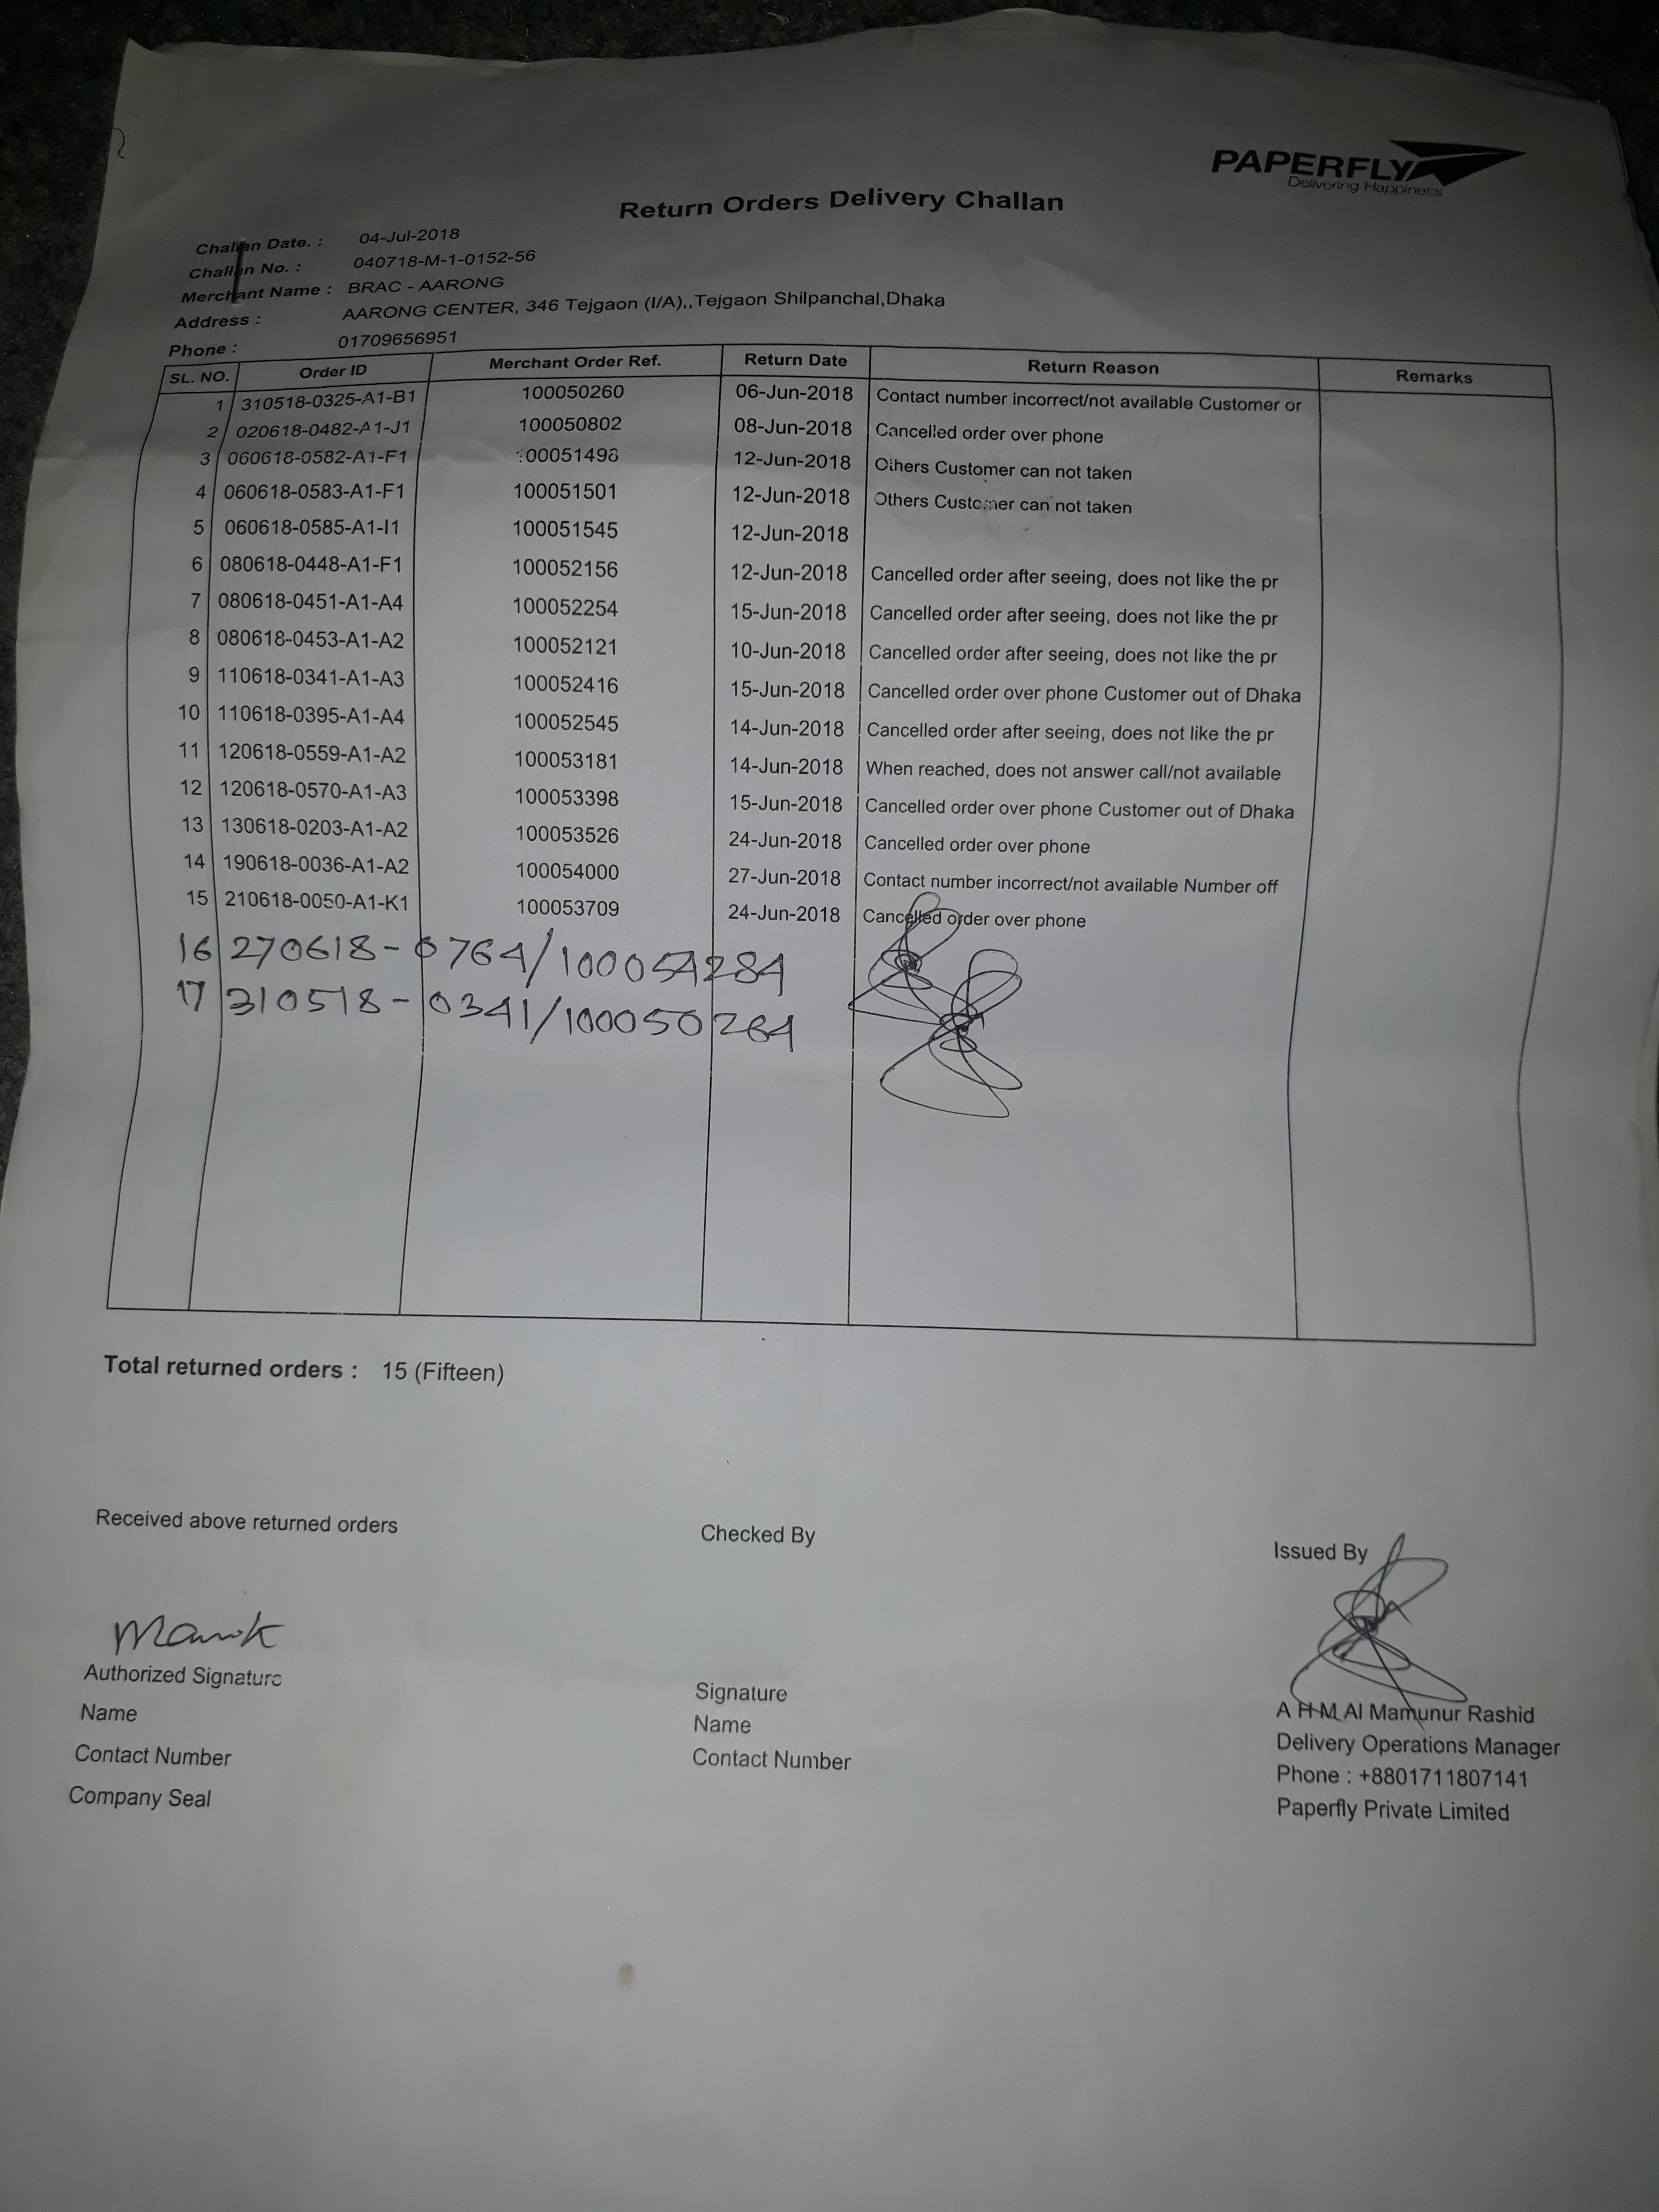 PAPERFLY
Delivering Happiness
Return Orders Delivery Challan
Challan Date. : 04-Jul-2018
Challan No. : 040718-M-1-0152-56
Merchant Name : BRAC - AARONG
Address : AARONG CENTER, 346 Tejgaon (I/A),,Tejgaon Shilpanchal,Dhaka
Phone : 01709656951
SL. NO. Order ID Merchant Order Ref. Return Date Return Reason Remarks
1 310518-0325-A1-B1 100050260 06-Jun-2018 Contact number incorrect/not available Customer or
2 020618-0482-A1-J1 100050802 08-Jun-2018 Cancelled order over phone
3 060618-0582-A1-F1 100051498 12-Jun-2018 Others Customer can not taken
4 060618-0583-A1-F1 100051501 12-Jun-2018 Others Customer can not taken
5 060618-0585-A1-I1 100051545 12-Jun-2018
6 080618-0448-A1-F1 100052156 12-Jun-2018 Cancelled order after seeing, does not like the pr
7 080618-0451-A1-A4 100052254 15-Jun-2018 Cancelled order after seeing, does not like the pr
8 080618-0453-A1-A2 100052121 10-Jun-2018 Cancelled order after seeing, does not like the pr
9 110618-0341-A1-A3 100052416 15-Jun-2018 Cancelled order over phone Customer out of Dhaka
10 110618-0395-A1-A4 100052545 14-Jun-2018 Cancelled order after seeing, does not like the pr
11 120618-0559-A1-A2 100053181 14-Jun-2018 When reached, does not answer call/not available
12 120618-0570-A1-A3 100053398 15-Jun-2018 Cancelled order over phone Customer out of Dhaka
13 130618-0203-A1-A2 100053526 24-Jun-2018 Cancelled order over phone
14 190618-0036-A1-A2 100054000 27-Jun-2018 Contact number incorrect/not available Number off
15 210618-0050-A1-K1 100053709 24-Jun-2018 Cancelled order over phone
16 270618-0764/100054284
17 310518-0341/100050264
Total returned orders : 15 (Fifteen)
Received above returned orders Checked By Issued By
Manik
Authorized Signature Signature A H M Al Mamunur Rashid
Name Name Delivery Operations Manager
Contact Number Contact Number Phone : +8801711807141
Company Seal Paperfly Private Limited